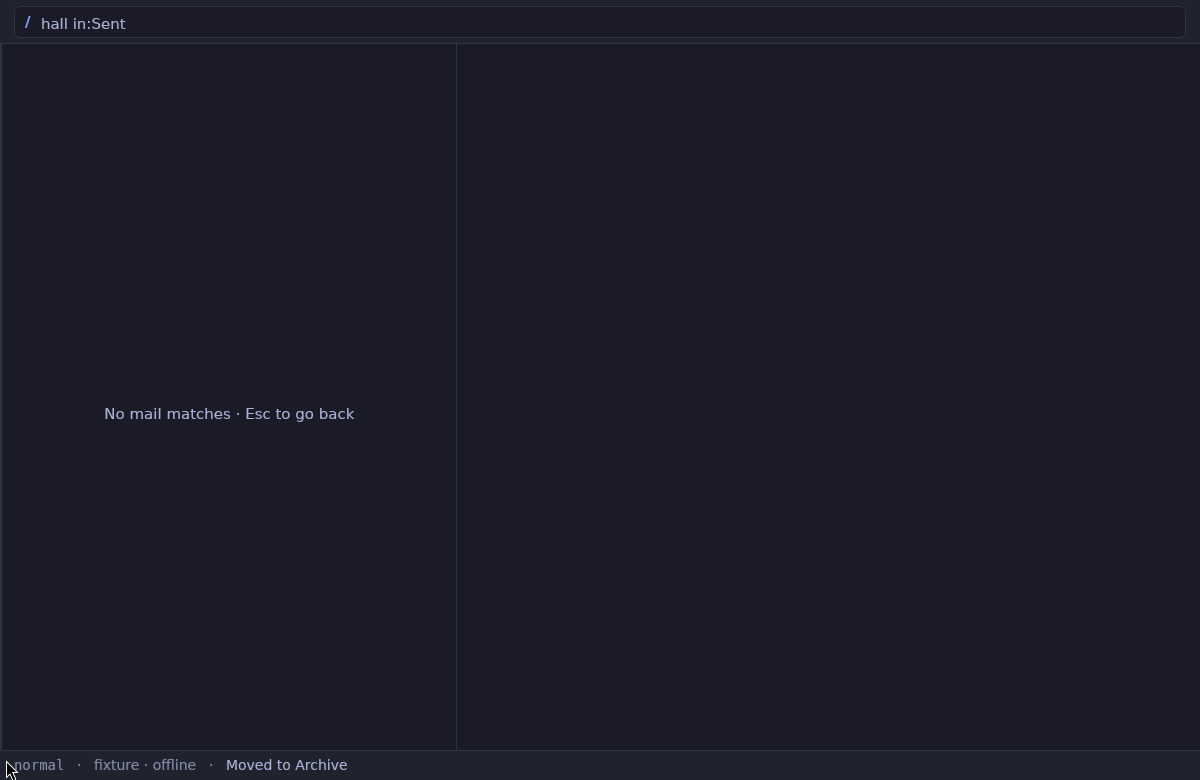 / hall in:Sent
No mail matches · Esc to go back
normal · fixture · offline · Moved to Archive